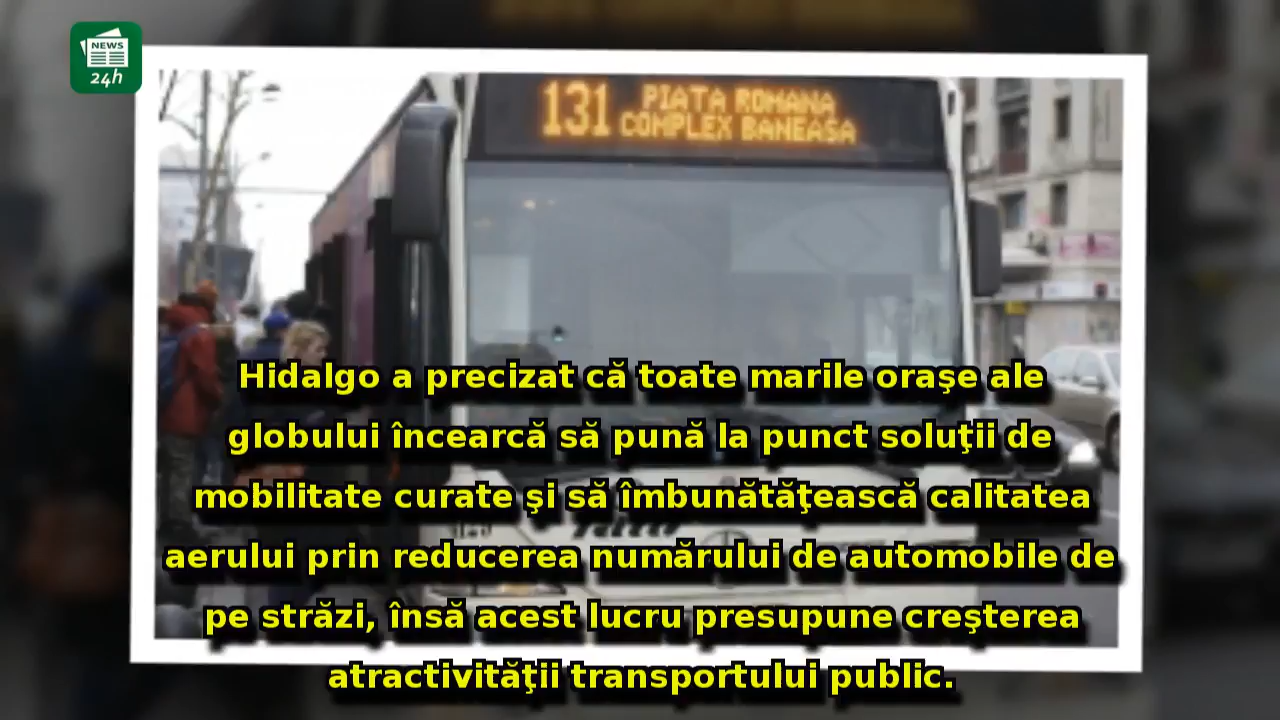 NEWS
24h
131 PIATA ROMANA
COMPLEX BANEASA
Hidalgo a precizat că toate marile oraşe ale
globului încearcă să pună la punct soluţii de
mobilitate curate şi să îmbunătăţească calitatea
aerului prin reducerea numărului de automobile de
pe străzi, însă acest lucru presupune creşterea
atractivităţii transportului public.